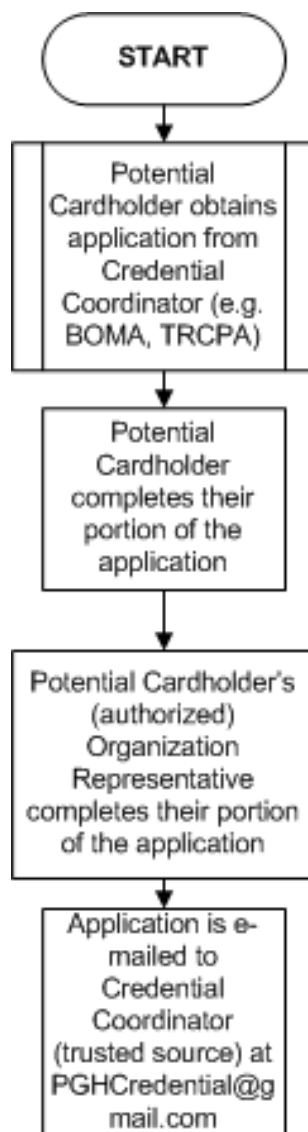 START
Potential
Cardholder obtains
application from
Credential
Coordinator (e.g.
BOMA, TRCPA)
Potential
Cardholder
completes their
portion of the
application
Potential Cardholder's
(authorized)
Organization
Representative
completes their portion
of the application
Application is e-
mailed to
Credential
Coordinator
(trusted source) at
PGHCredential@g
mail.com